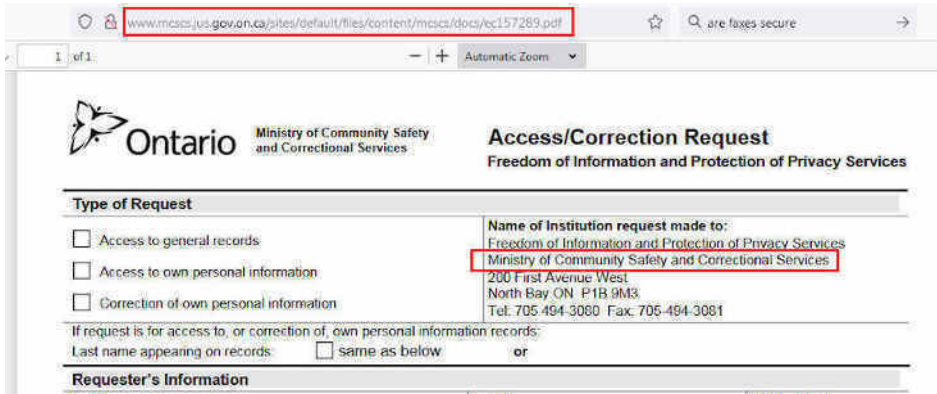 www.mcscs.jus.gov.on.ca/sites/default/files/content/mcscs/docs/ec157289.pdf
are faxes secure
1 of 1
Automatic Zoom
Ontario
Ministry of Community Safety
and Correctional Services
Access/Correction Request
Freedom of Information and Protection of Privacy Services
Type of Request
Access to general records
Access to own personal information
Correction of own personal information
Name of Institution request made to:
Freedom of Information and Protection of Privacy Services
Ministry of Community Safety and Correctional Services
200 First Avenue West
North Bay ON P1B 9M3
Tel: 705-494-3080 Fax: 705-494-3081
If request is for access to, or correction of, own personal information records:
Last name appearing on records: same as below or
Requester's Information